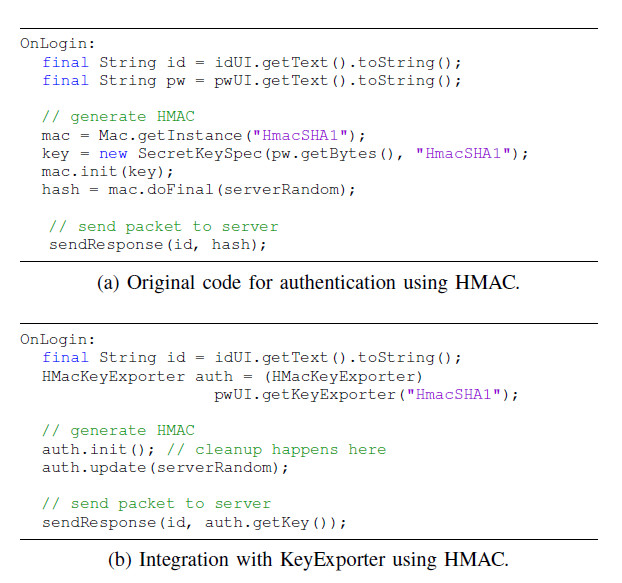 OnLogin:
final String id = idUI.getText().toString();
final String pw = pwUI.getText().toString();
// generate HMAC
mac = Mac.getInstance("HmacSHA1");
key = new SecretKeySpec(pw.getBytes(), "HmacSHA1");
mac.init(key);
hash = mac.doFinal(serverRandom);
// send packet to server
sendResponse(id, hash);
(a) Original code for authentication using HMAC.
OnLogin:
final String id = idUI.getText().toString();
HMacKeyExporter auth = (HMacKeyExporter)
pwUI.getKeyExporter("HmacSHA1");
// generate HMAC
auth.init(); // cleanup happens here
auth.update(serverRandom);
// send packet to server
sendResponse(id, auth.getKey());
(b) Integration with KeyExporter using HMAC.